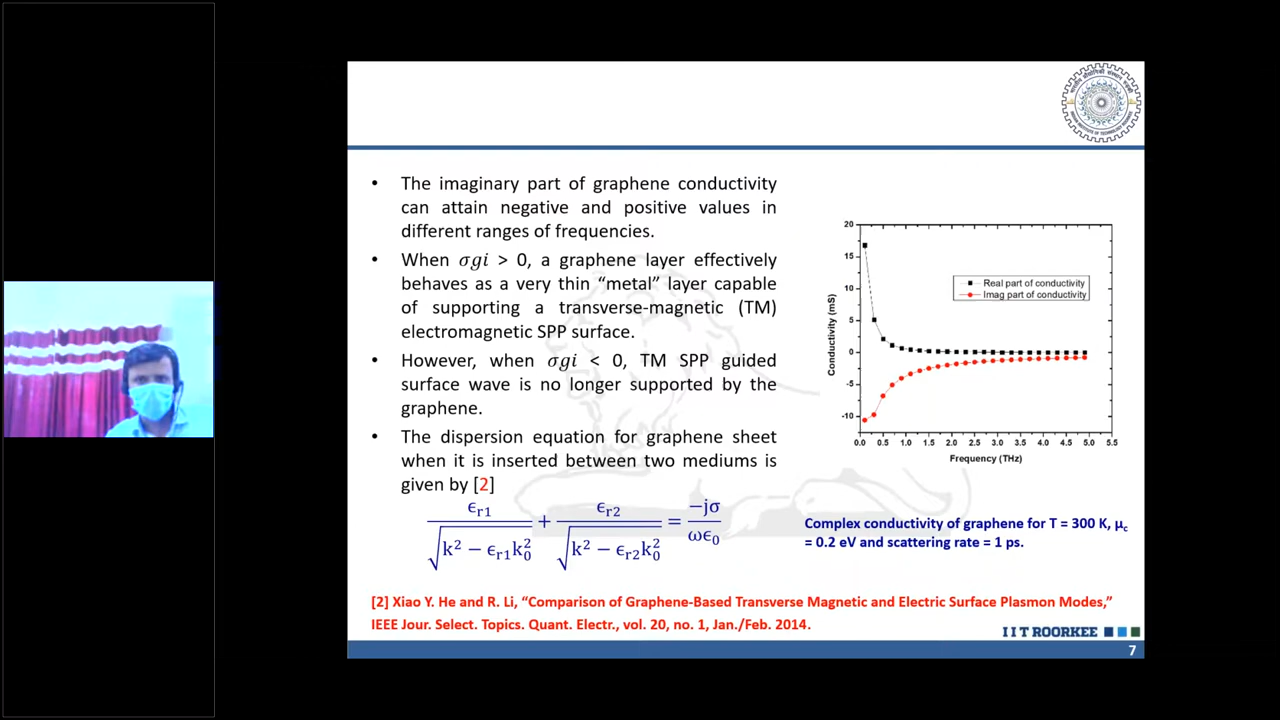 • The imaginary part of graphene conductivity
can attain negative and positive values in
different ranges of frequencies.
• When σgi > 0, a graphene layer effectively
behaves as a very thin “metal” layer capable
of supporting a transverse-magnetic (TM)
electromagnetic SPP surface.
• However, when σgi < 0, TM SPP guided
surface wave is no longer supported by the
graphene.
• The dispersion equation for graphene sheet
when it is inserted between two mediums is
given by [2]
ϵr1/√(k² − ϵr1k₀²) + ϵr2/√(k² − ϵr2k₀²) = −jσ/ωϵ₀
20
15
10
5
0
-5
-10
Conductivity (mS)
Real part of conductivity
Imag part of conductivity
0.0 0.5 1.0 1.5 2.0 2.5 3.0 3.5 4.0 4.5 5.0 5.5
Frequency (THz)
Complex conductivity of graphene for T = 300 K, μc
= 0.2 eV and scattering rate = 1 ps.
[2] Xiao Y. He and R. Li, “Comparison of Graphene-Based Transverse Magnetic and Electric Surface Plasmon Modes,”
IEEE Jour. Select. Topics. Quant. Electr., vol. 20, no. 1, Jan./Feb. 2014.
I I T ROORKEE
7